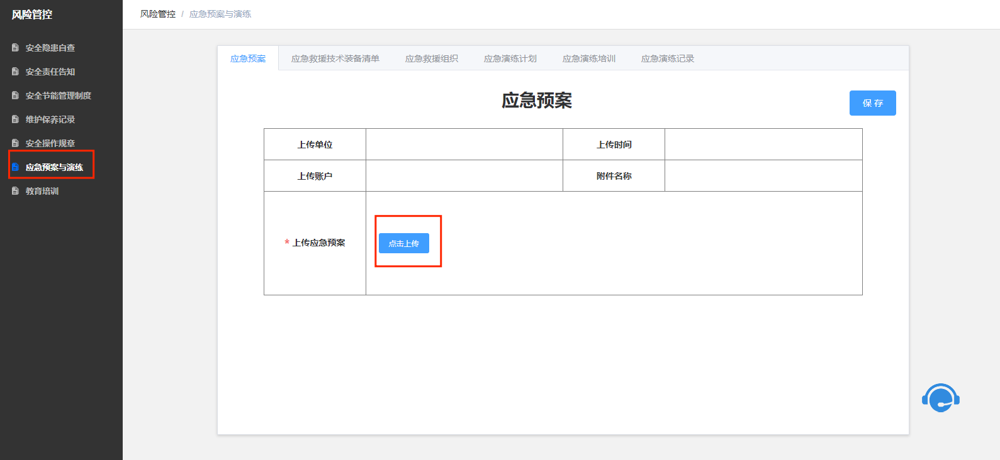 风险管控
安全隐患自查
安全责任告知
安全节能管理制度
维护保养记录
安全操作规章
应急预案与演练
教育培训
风险管控 / 应急预案与演练
应急预案 应急救援技术装备清单 应急救援组织 应急演练计划 应急演练培训 应急演练记录
应急预案
保存
上传单位 上传时间
上传账户 附件名称
* 上传应急预案 点击上传